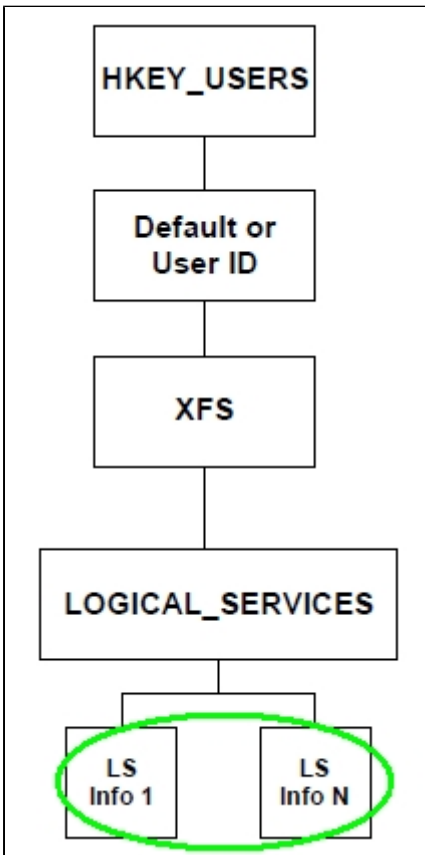 HKEY_USERS
Default or
User ID
XFS
LOGICAL_SERVICES
LS
Info 1
LS
Info N